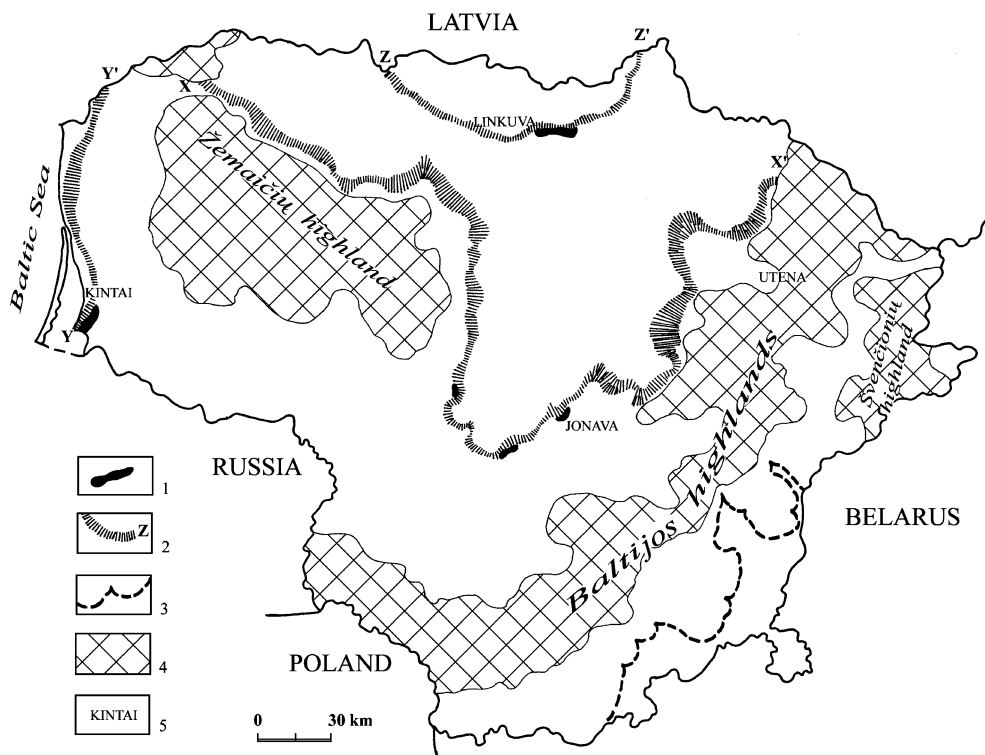 LATVIA
Z'
Z
Y'
X
LINKUVA
X'
Žemaičių highland
Baltic Sea
UTENA
KINTAI
Y
Švenčionių
highland
JONAVA
Baltijos highlands
RUSSIA
BELARUS
1
Z
2
3
4
POLAND
KINTAI
5
0 30 km